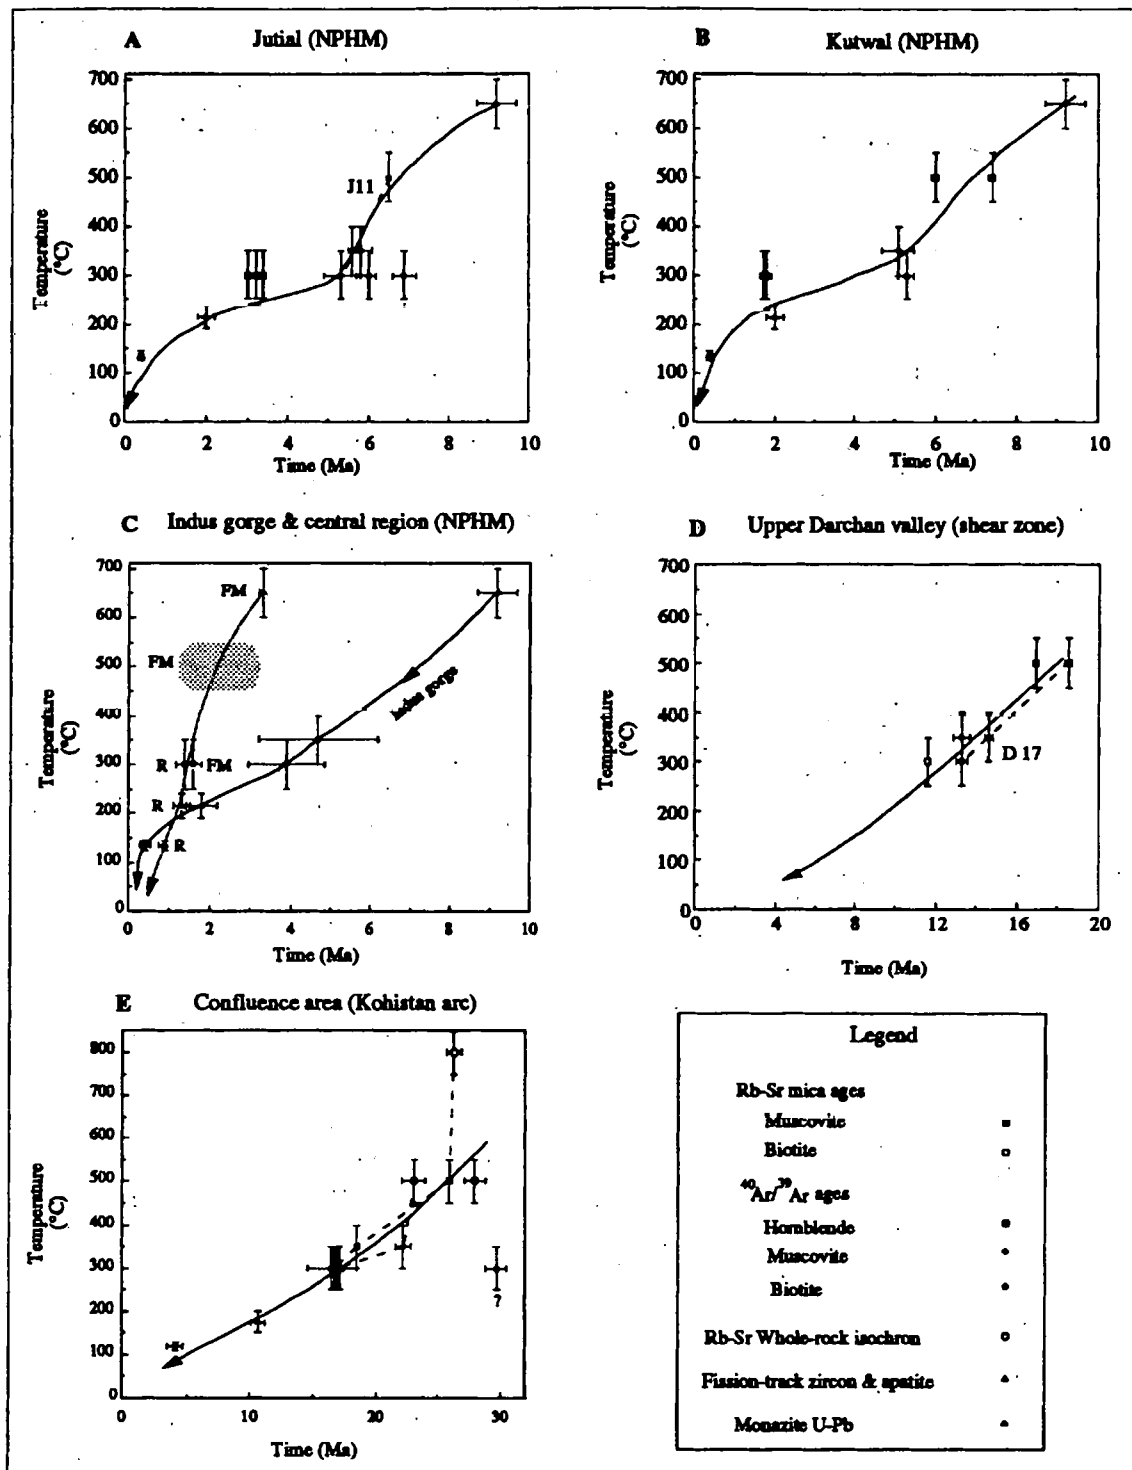 A Jutial (NPHM)
700
600
500
400
300
200
100
0
J11
Temperature
(°C)
0 2 4 6 8 10
Time (Ma)
B Kutwal (NPHM)
700
600
500
400
300
200
100
0
Temperature
(°C)
0 2 4 6 8 10
Time (Ma)
C Indus gorge & central region (NPHM)
700
600
500
400
300
200
100
0
FM
FM
R FM
R
R
Indus gorge
Temperature
(°C)
0 2 4 6 8 10
Time (Ma)
D Upper Darchan valley (shear zone)
700
600
500
400
300
200
100
0
D 17
Temperature
(°C)
0 4 8 12 16 20
Time (Ma)
E Confluence area (Kohistan arc)
800
700
600
500
400
300
200
100
0
?
Temperature
(°C)
0 10 20 30
Time (Ma)
Legend
Rb-Sr mica ages
Muscovite
Biotite
40Ar/39Ar ages
Hornblende
Muscovite
Biotite
Rb-Sr Whole-rock isochron
Fission-track zircon & apatite
Monazite U-Pb